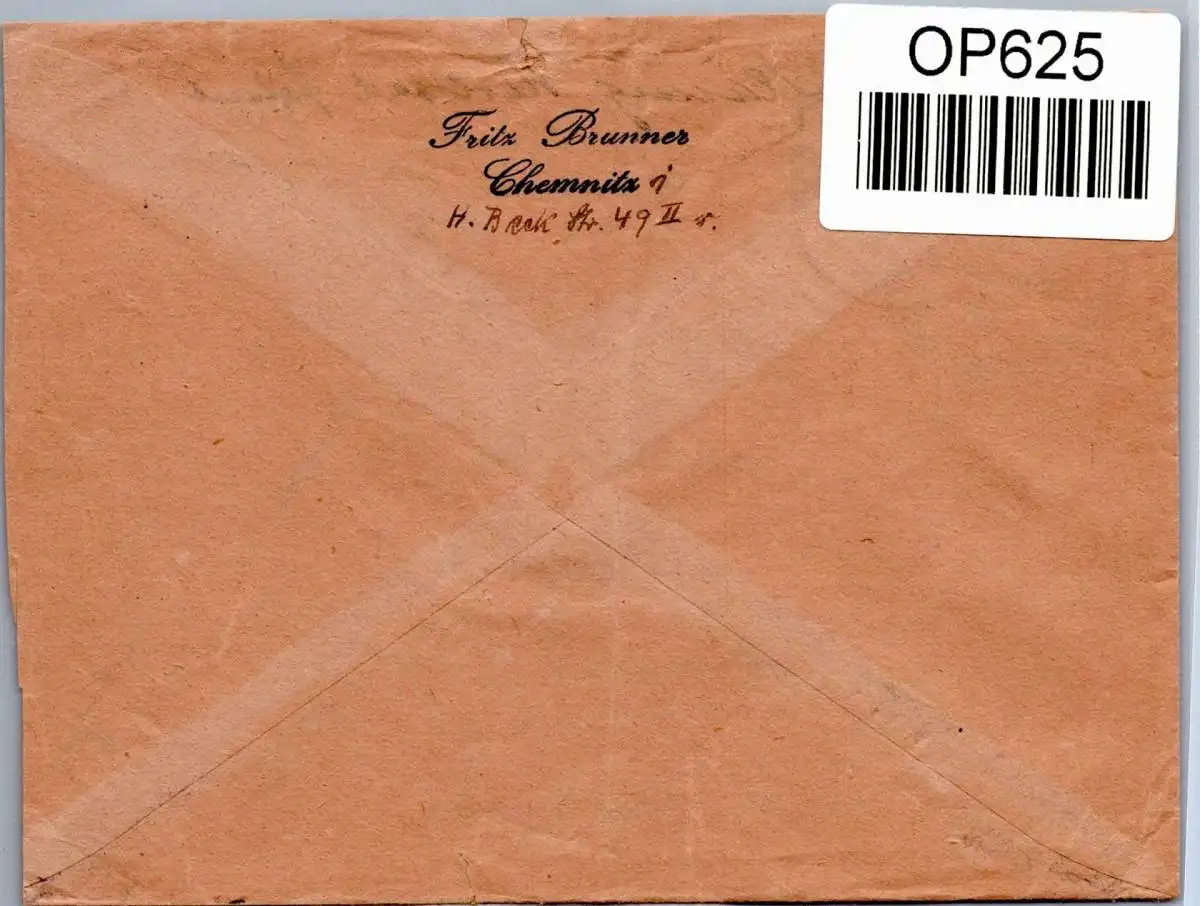 OP625
Fritz Brunner
Chemnitz i
H. Beck Str. 49 II r.